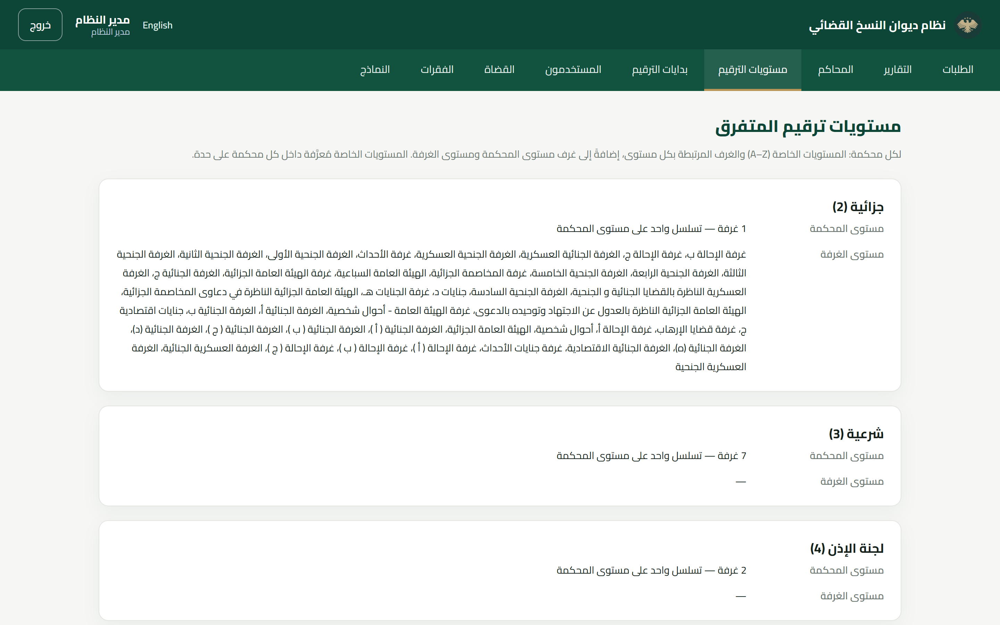 نظام ديوان النسخ القضائي
English
مدير النظام
مدير النظام
خروج
الطلبات
التقارير
المحاكم
مستويات الترقيم
بدايات الترقيم
المستخدمون
القضاة
الفقرات
النماذج
مستويات ترقيم المتفرق
لكل محكمة: المستويات الخاصة (A–Z) والغرف المرتبطة بكل مستوى، إضافةً إلى غرف مستوى المحكمة ومستوى الغرفة. المستويات الخاصة مُعرَّفة داخل كل محكمة على حدة.
جزائية (2)
مستوى المحكمة
1 غرفة — تسلسل واحد على مستوى المحكمة
مستوى الغرفة
غرفة الإحالة ب، غرفة الإحالة ج، الغرفة الجنائية العسكرية، الغرفة الجنحية العسكرية، غرفة الأحداث، الغرفة الجنحية الأولى، الغرفة الجنحية الثانية، الغرفة الجنحية
الثالثة، الغرفة الجنحية الرابعة، الغرفة الجنحية الخامسة، غرفة المخاصمة الجزائية، الهيئة العامة السباعية، غرفة الهيئة العامة الجزائية، الغرفة الجنائية ج، الغرفة
العسكرية الناظرة بالقضايا الجنائية و الجنحية، الغرفة الجنحية السادسة، جنايات د، غرفة الجنايات هـ، الهيئة العامة الجزائية الناظرة في دعاوى المخاصمة الجزائية،
الهيئة العامة الجزائية الناظرة بالعدول عن الاجتهاد وتوحيده بالدعوى، غرفة الهيئة العامة - أحوال شخصية، الغرفة الجنائية أ، الغرفة الجنائية ب، جنايات اقتصادية
ج، غرفة قضايا الإرهاب، غرفة الإحالة أ، أحوال شخصية، الهيئة العامة الجزائية، الغرفة الجنائية ( أ )، الغرفة الجنائية ( ب )، الغرفة الجنائية ( ج )، الغرفة الجنائية (د)،
الغرفة الجنائية (ه)، الغرفة الجنائية الاقتصادية، غرفة جنايات الأحداث، غرفة الإحالة ( أ )، غرفة الإحالة ( ب )، غرفة الإحالة ( ج )، الغرفة العسكرية الجنائية، الغرفة
العسكرية الجنحية
شرعية (3)
مستوى المحكمة
7 غرفة — تسلسل واحد على مستوى المحكمة
مستوى الغرفة
—
لجنة الإذن (4)
مستوى المحكمة
2 غرفة — تسلسل واحد على مستوى المحكمة
مستوى الغرفة
—